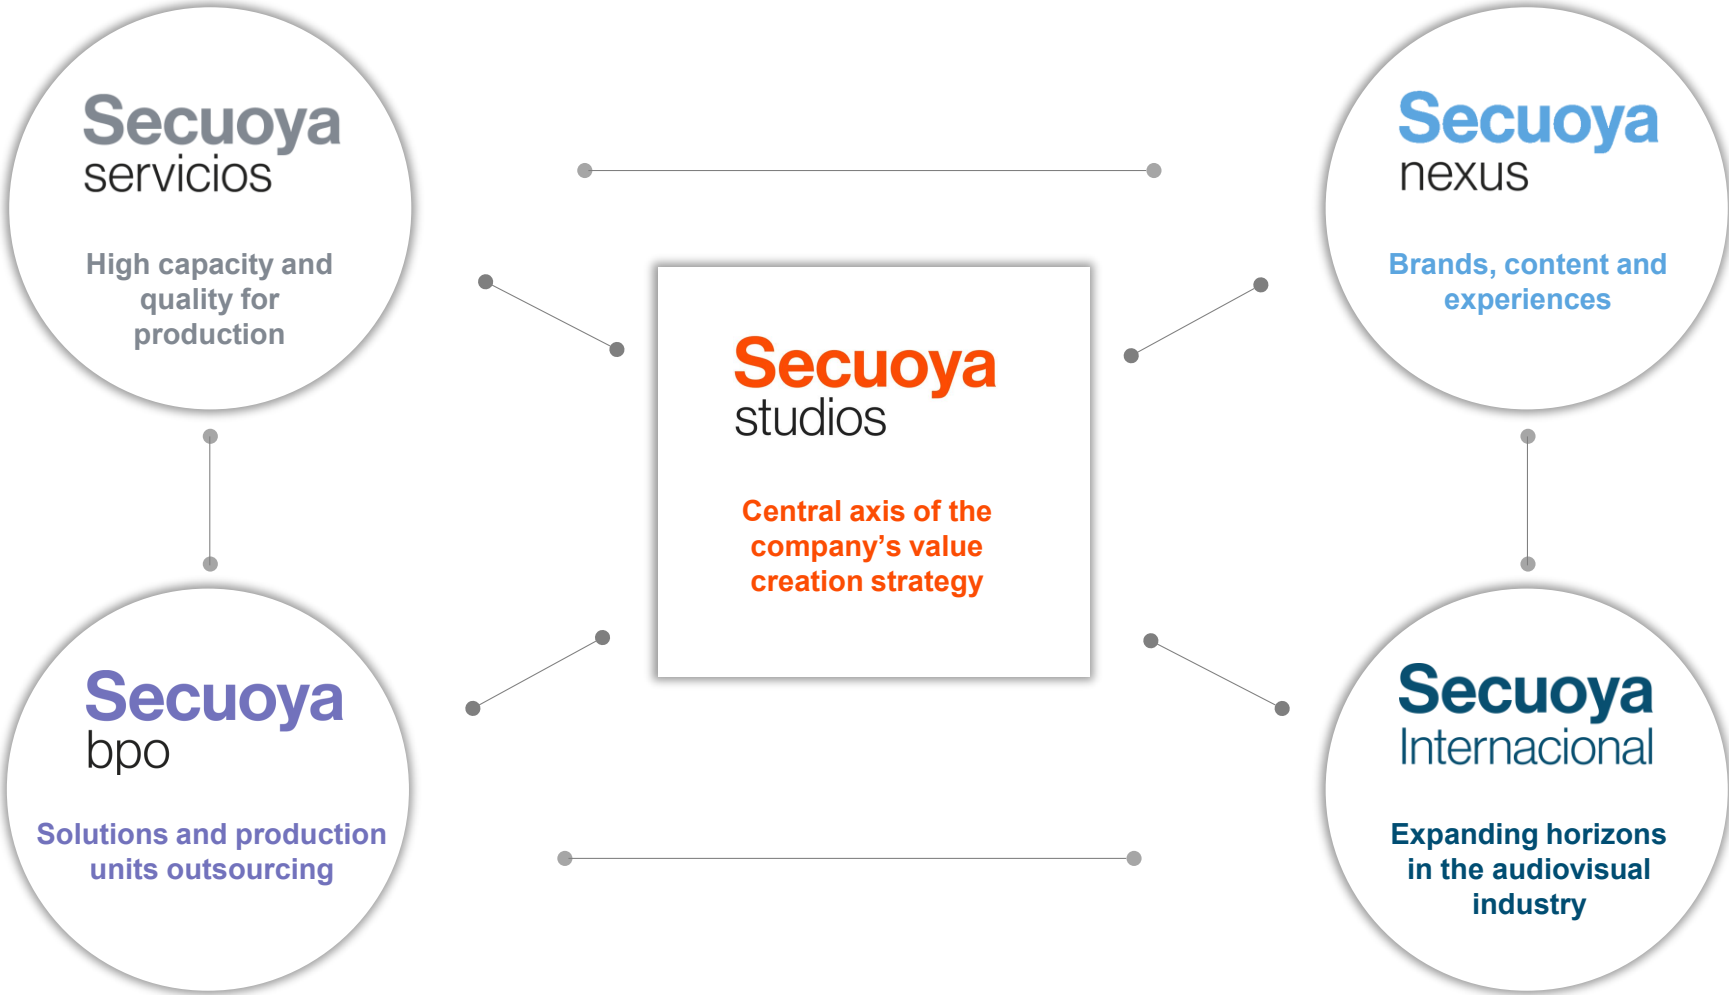 Secuoya
servicios
High capacity and
quality for
production
Secuoya
nexus
Brands, content and
experiences
Secuoya
studios
Central axis of the
company’s value
creation strategy
Secuoya
bpo
Solutions and production
units outsourcing
Secuoya
Internacional
Expanding horizons
in the audiovisual
industry